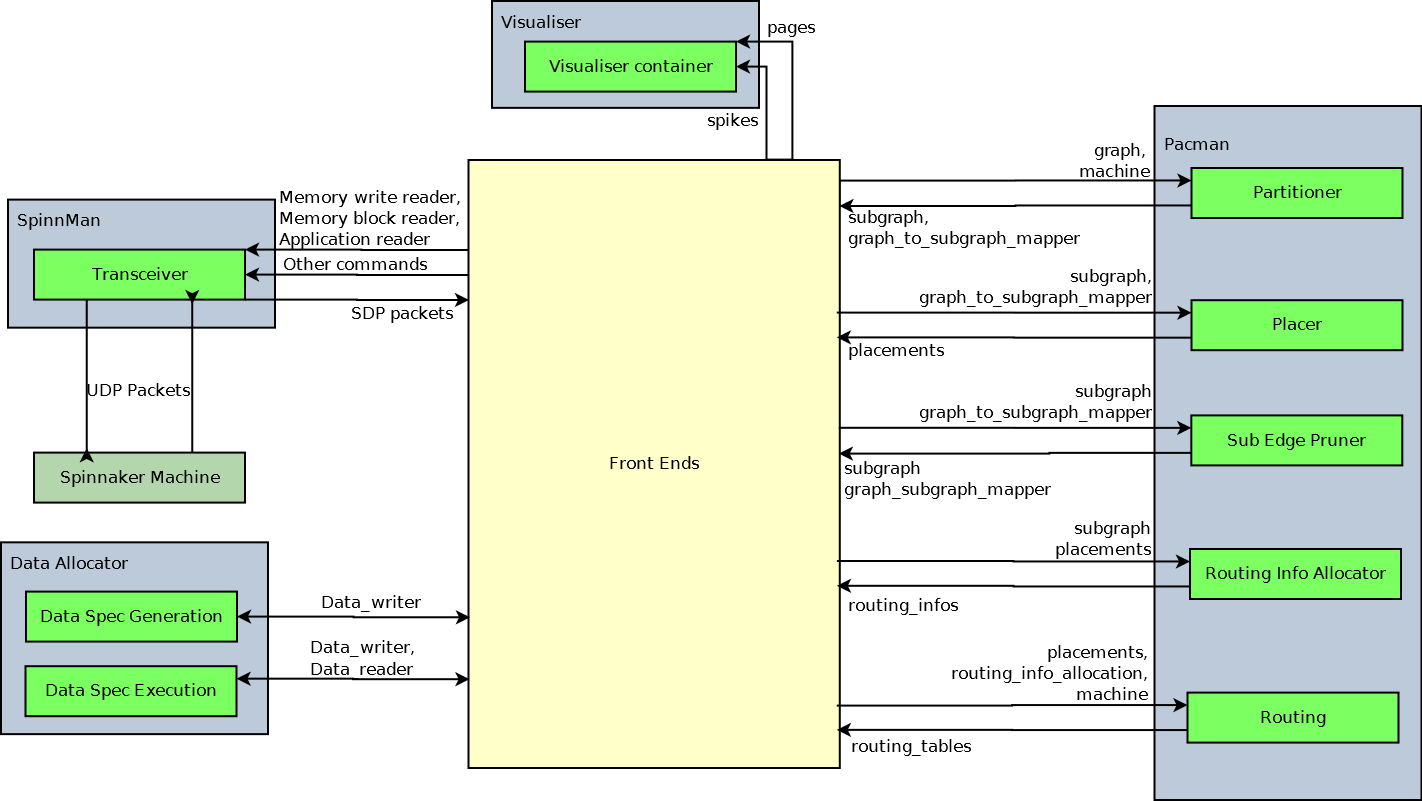 Visualiser
Visualiser container
pages
spikes
SpinnMan
Transceiver
Memory write reader,
Memory block reader,
Application reader
Other commands
SDP packets
UDP Packets
Spinnaker Machine
Data Allocator
Data Spec Generation
Data Spec Execution
Data_writer
Data_writer,
Data_reader
Front Ends
Pacman
graph,
machine
Partitioner
subgraph,
graph_to_subgraph_mapper
subgraph,
graph_to_subgraph_mapper
Placer
placements
subgraph
graph_to_subgraph_mapper
Sub Edge Pruner
subgraph
graph_subgraph_mapper
subgraph
placements
Routing Info Allocator
routing_infos
placements,
routing_info_allocation,
machine
Routing
routing_tables